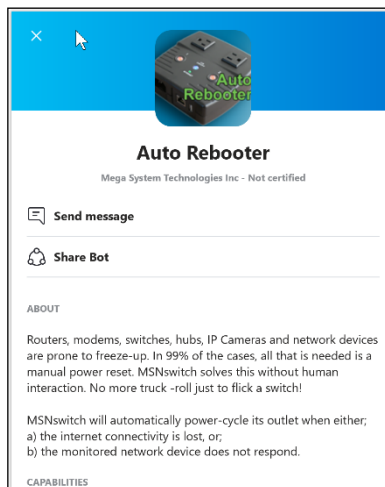 Auto
Rebooter
Auto Rebooter
Mega System Technologies Inc - Not certified
Send message
Share Bot
ABOUT
Routers, modems, switches, hubs, IP Cameras and network devices
are prone to freeze-up. In 99% of the cases, all that is needed is a
manual power reset. MSNswitch solves this without human
interaction. No more truck -roll just to flick a switch!
MSNswitch will automatically power-cycle its outlet when either;
a) the internet connectivity is lost, or;
b) the monitored network device does not respond.
CAPABILITIES